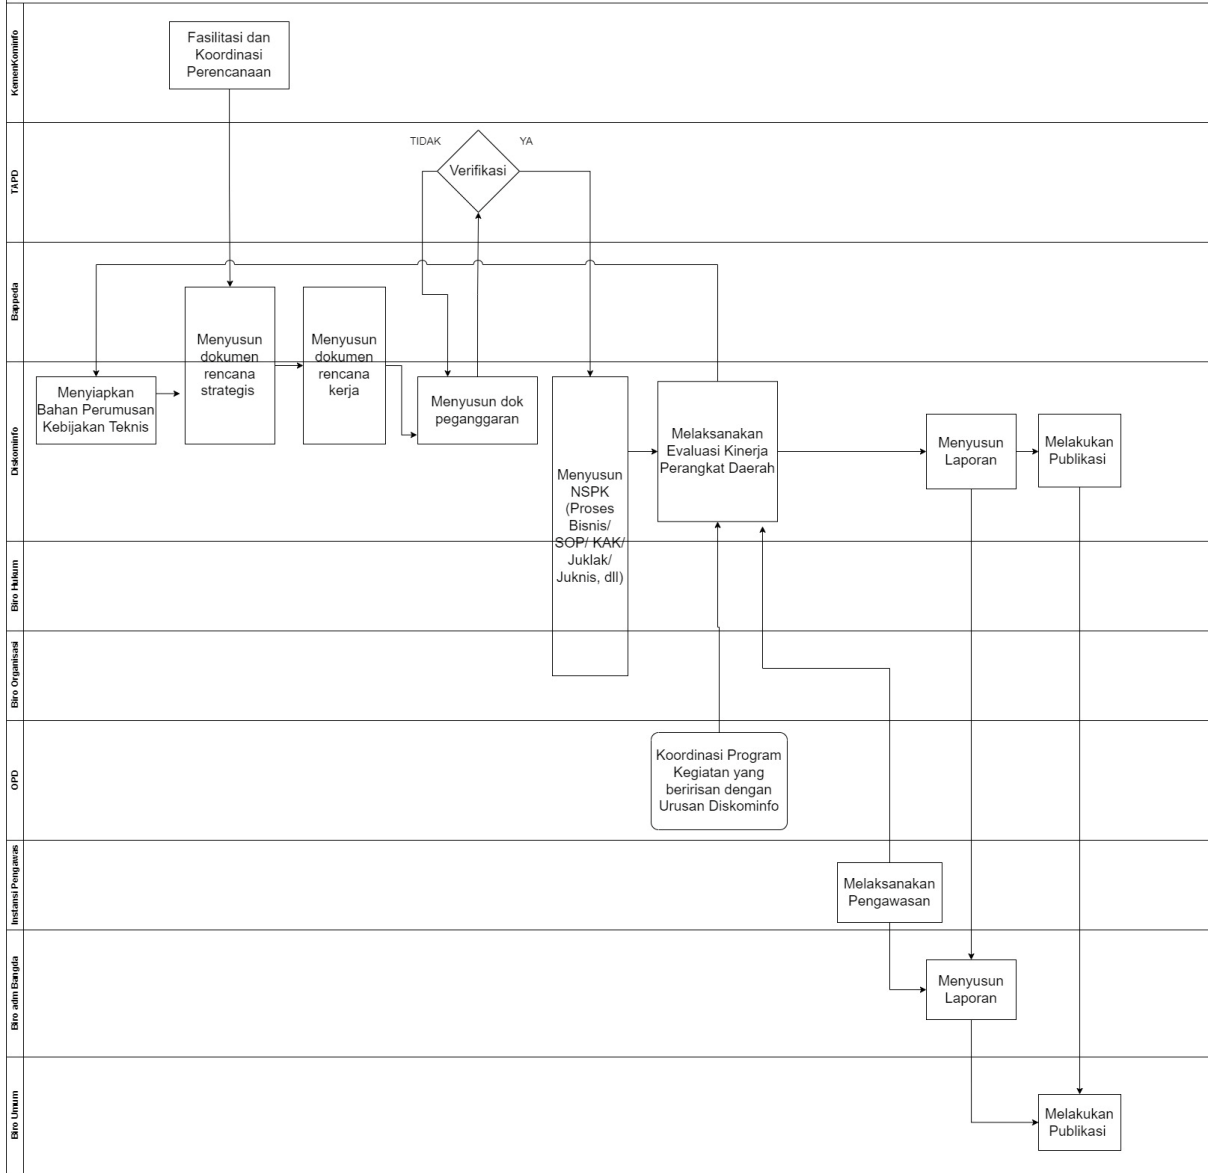 KemenKominfo
Fasilitasi dan
Koordinasi
Perencanaan
TAPD
TIDAK
YA
Verifikasi
Bappeda
Menyusun
dokumen
rencana
strategis
Menyusun
dokumen
rencana
kerja
Diskominfo
Menyiapkan
Bahan Perumusan
Kebijakan Teknis
Menyusun dok
peganggaran
Menyusun
NSPK
(Proses
Bisnis/
SOP/ KAK/
Juklak/
Juknis, dll)
Melaksanakan
Evaluasi Kinerja
Perangkat Daerah
Menyusun
Laporan
Melakukan
Publikasi
Biro Hukum
Biro Organisasi
OPD
Koordinasi Program
Kegiatan yang
beririsan dengan
Urusan Diskominfo
Instansi Pengawas
Melaksanakan
Pengawasan
Biro adm Bangda
Menyusun
Laporan
Biro Umum
Melakukan
Publikasi